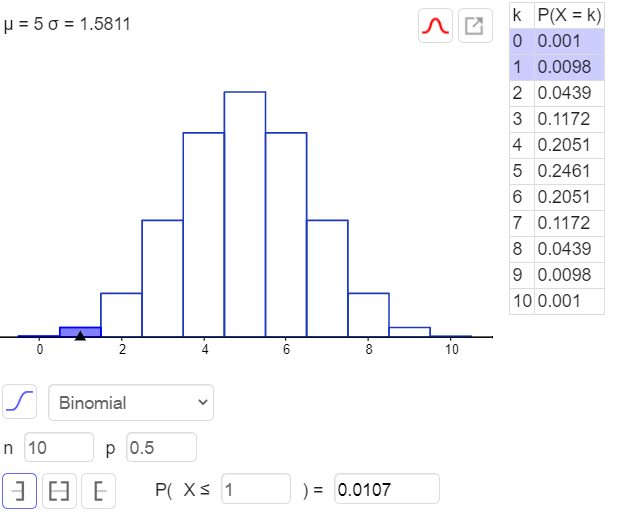 μ = 5 σ = 1.5811
k P(X = k)
0 0.001
1 0.0098
2 0.0439
3 0.1172
4 0.2051
5 0.2461
6 0.2051
7 0.1172
8 0.0439
9 0.0098
10 0.001
0 2 4 6 8 10
Binomial
n 10 p 0.5
P( X ≤ 1 ) = 0.0107